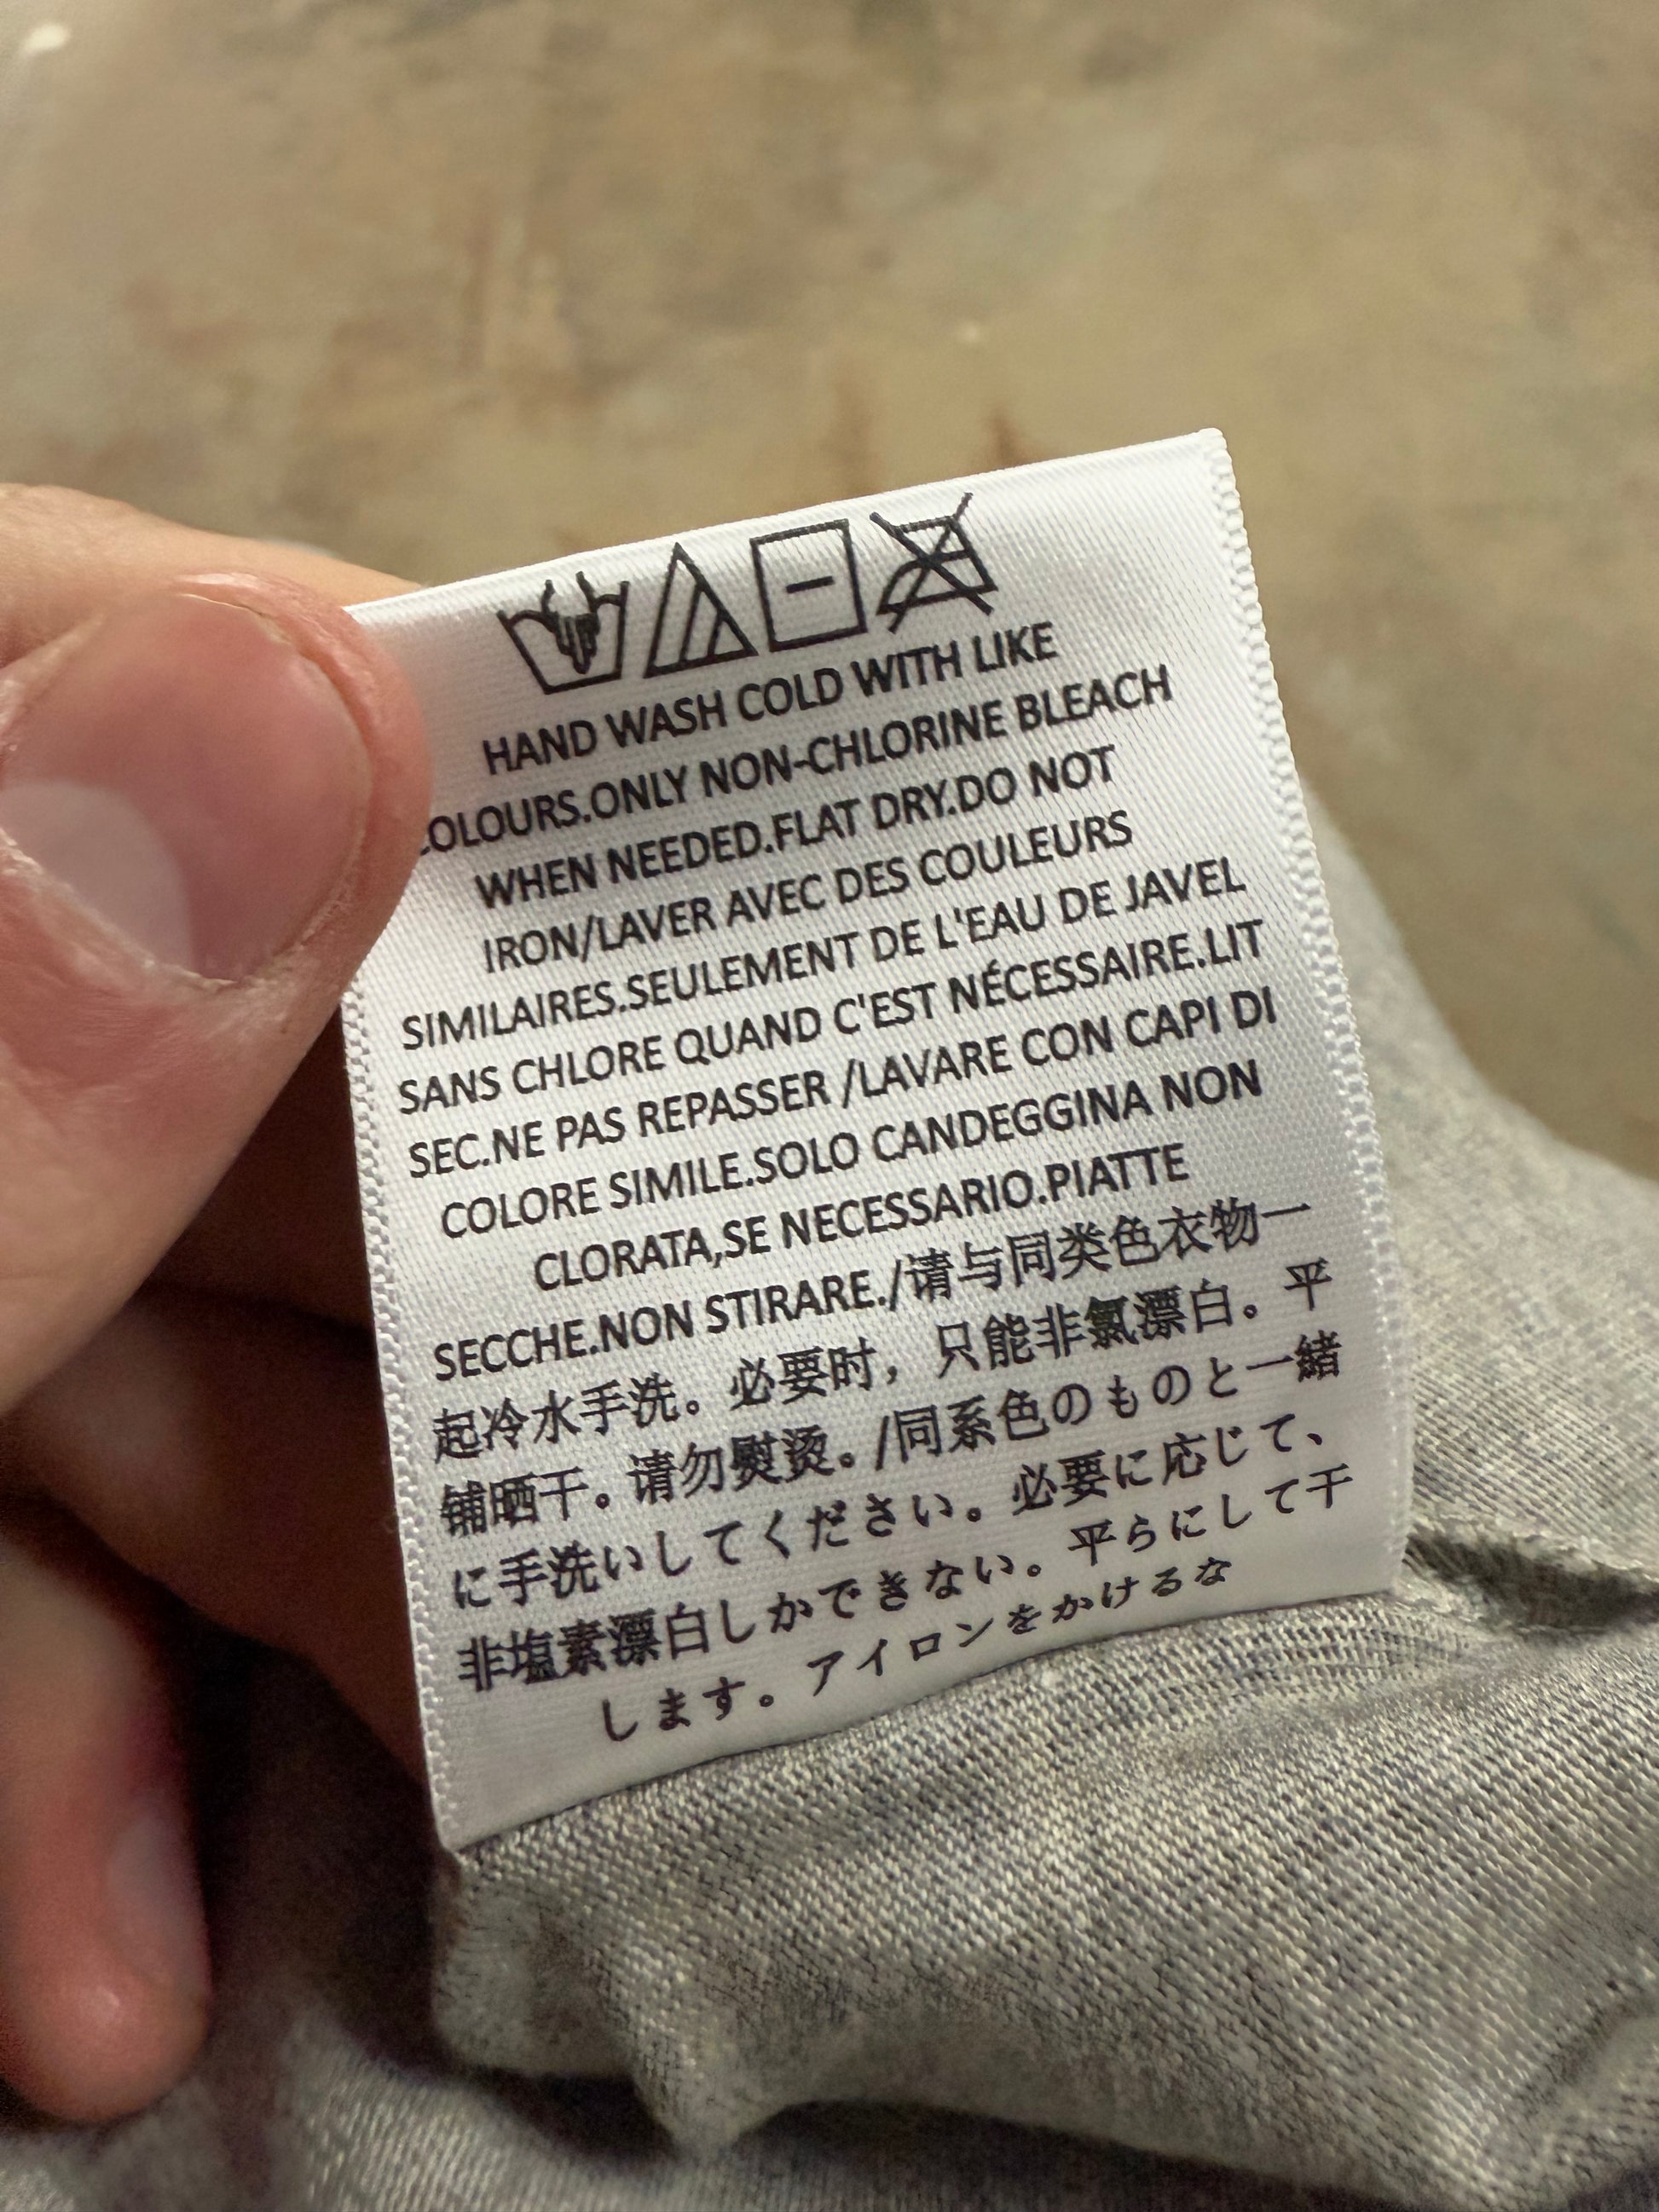 HAND WASH COLD WITH LIKE
COLOURS.ONLY NON-CHLORINE BLEACH
WHEN NEEDED.FLAT DRY.DO NOT
IRON/LAVER AVEC DES COULEURS
SIMILAIRES.SEULEMENT DE L'EAU DE JAVEL
SANS CHLORE QUAND C'EST NÉCESSAIRE.LIT
SEC.NE PAS REPASSER /LAVARE CON CAPI DI
COLORE SIMILE.SOLO CANDEGGINA NON
CLORATA,SE NECESSARIO.PIATTE
SECCHE.NON STIRARE./请与同类色衣物一
起冷水手洗。必要时，只能非氯漂白。平
铺晒干。请勿熨烫。/同系色のものと一緒
に手洗いしてください。必要に応じて、
非塩素漂白しかできない。平らにして干
します。アイロンをかけるな